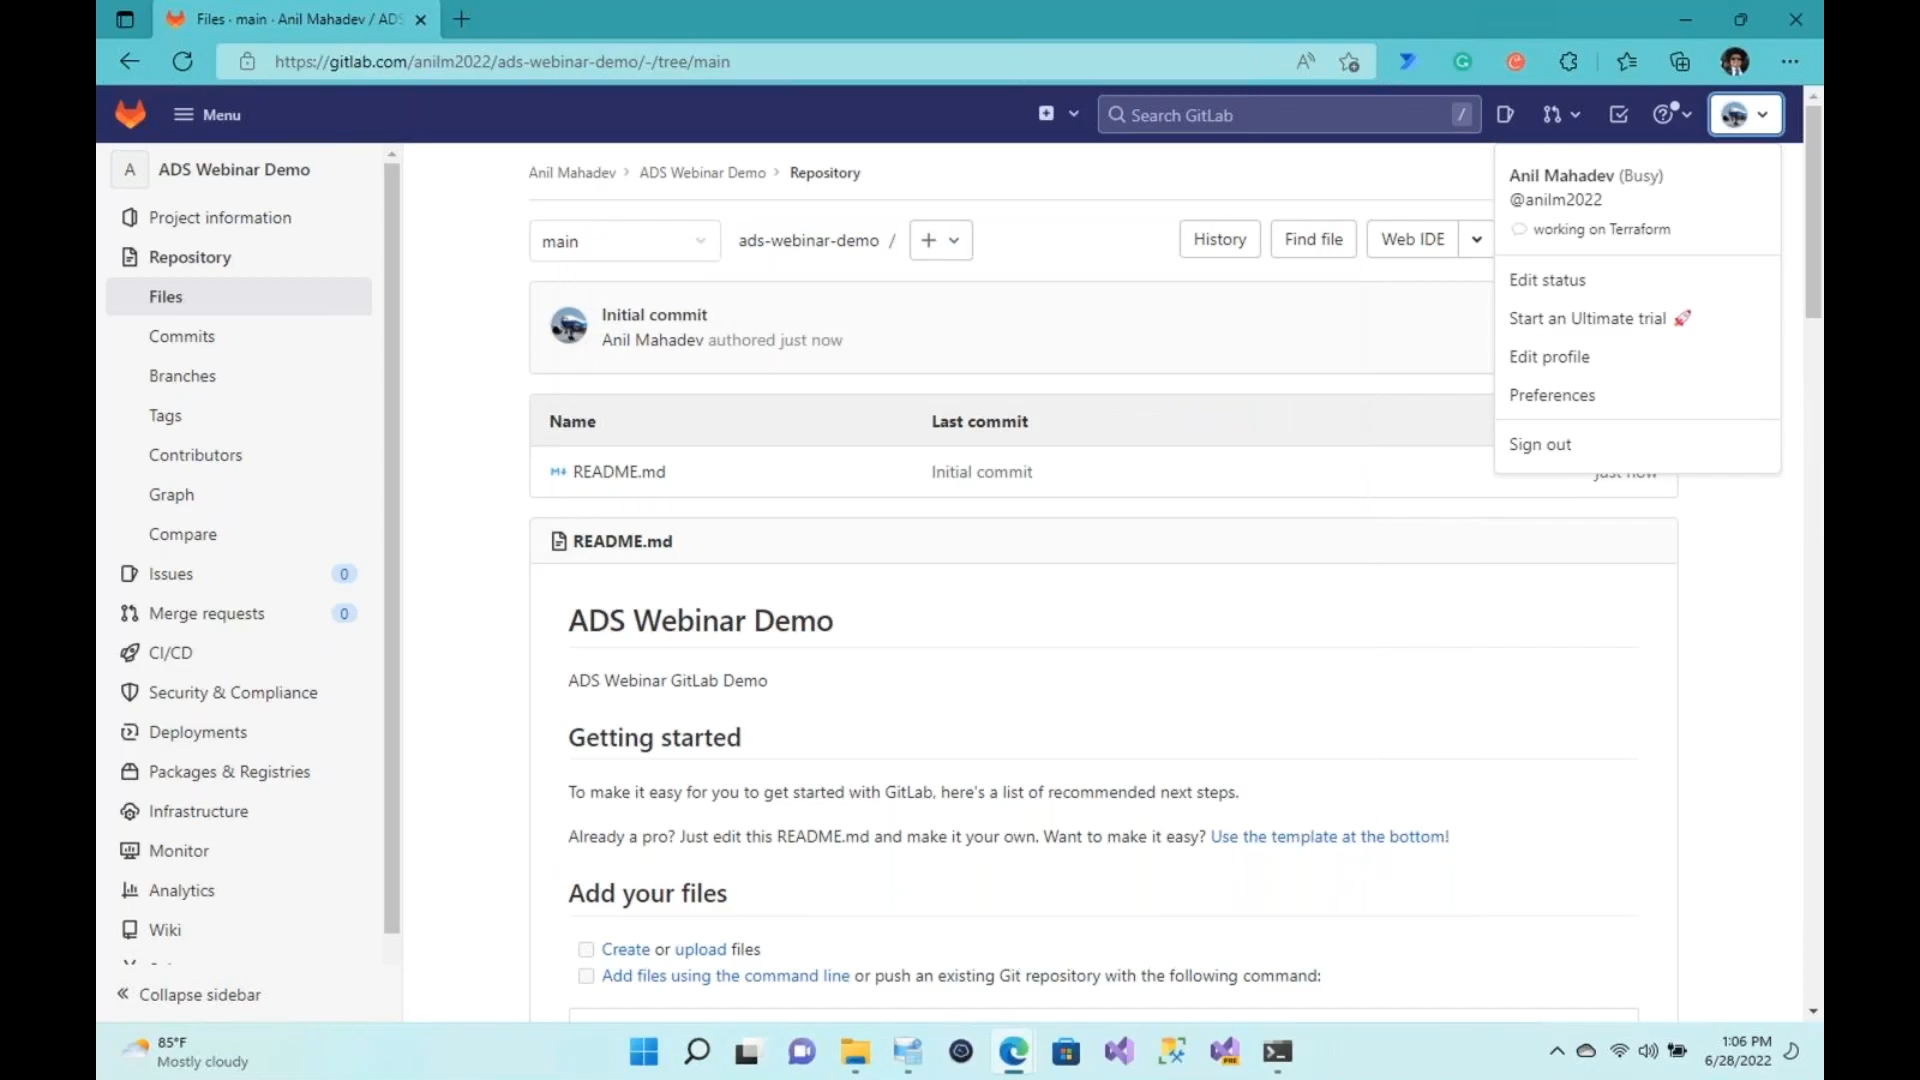 Files · main · Anil Mahadev / ADS
https://gitlab.com/anilm2022/ads-webinar-demo/-/tree/main
Menu
Search GitLab
/
A ADS Webinar Demo
Project information
Repository
Files
Commits
Branches
Tags
Contributors
Graph
Compare
Issues 0
Merge requests 0
CI/CD
Security & Compliance
Deployments
Packages & Registries
Infrastructure
Monitor
Analytics
Wiki
Collapse sidebar
Anil Mahadev > ADS Webinar Demo > Repository
main
ads-webinar-demo /
History
Find file
Web IDE
Initial commit
Anil Mahadev authored just now
Name Last commit
README.md Initial commit just now
README.md
ADS Webinar Demo
ADS Webinar GitLab Demo
Getting started
To make it easy for you to get started with GitLab, here's a list of recommended next steps.
Already a pro? Just edit this README.md and make it your own. Want to make it easy? Use the template at the bottom!
Add your files
Create or upload files
Add files using the command line or push an existing Git repository with the following command:
Anil Mahadev (Busy)
@anilm2022
working on Terraform
Edit status
Start an Ultimate trial
Edit profile
Preferences
Sign out
85°F
Mostly cloudy
PRE
1:06 PM
6/28/2022